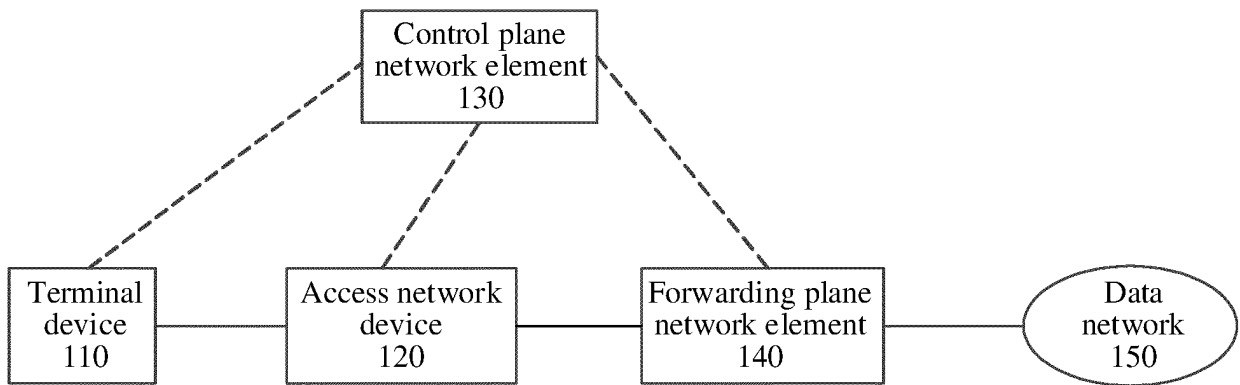 Control plane
network element
130
Terminal
device
110
Access network
device
120
Forwarding plane
network element
140
Data
network
150